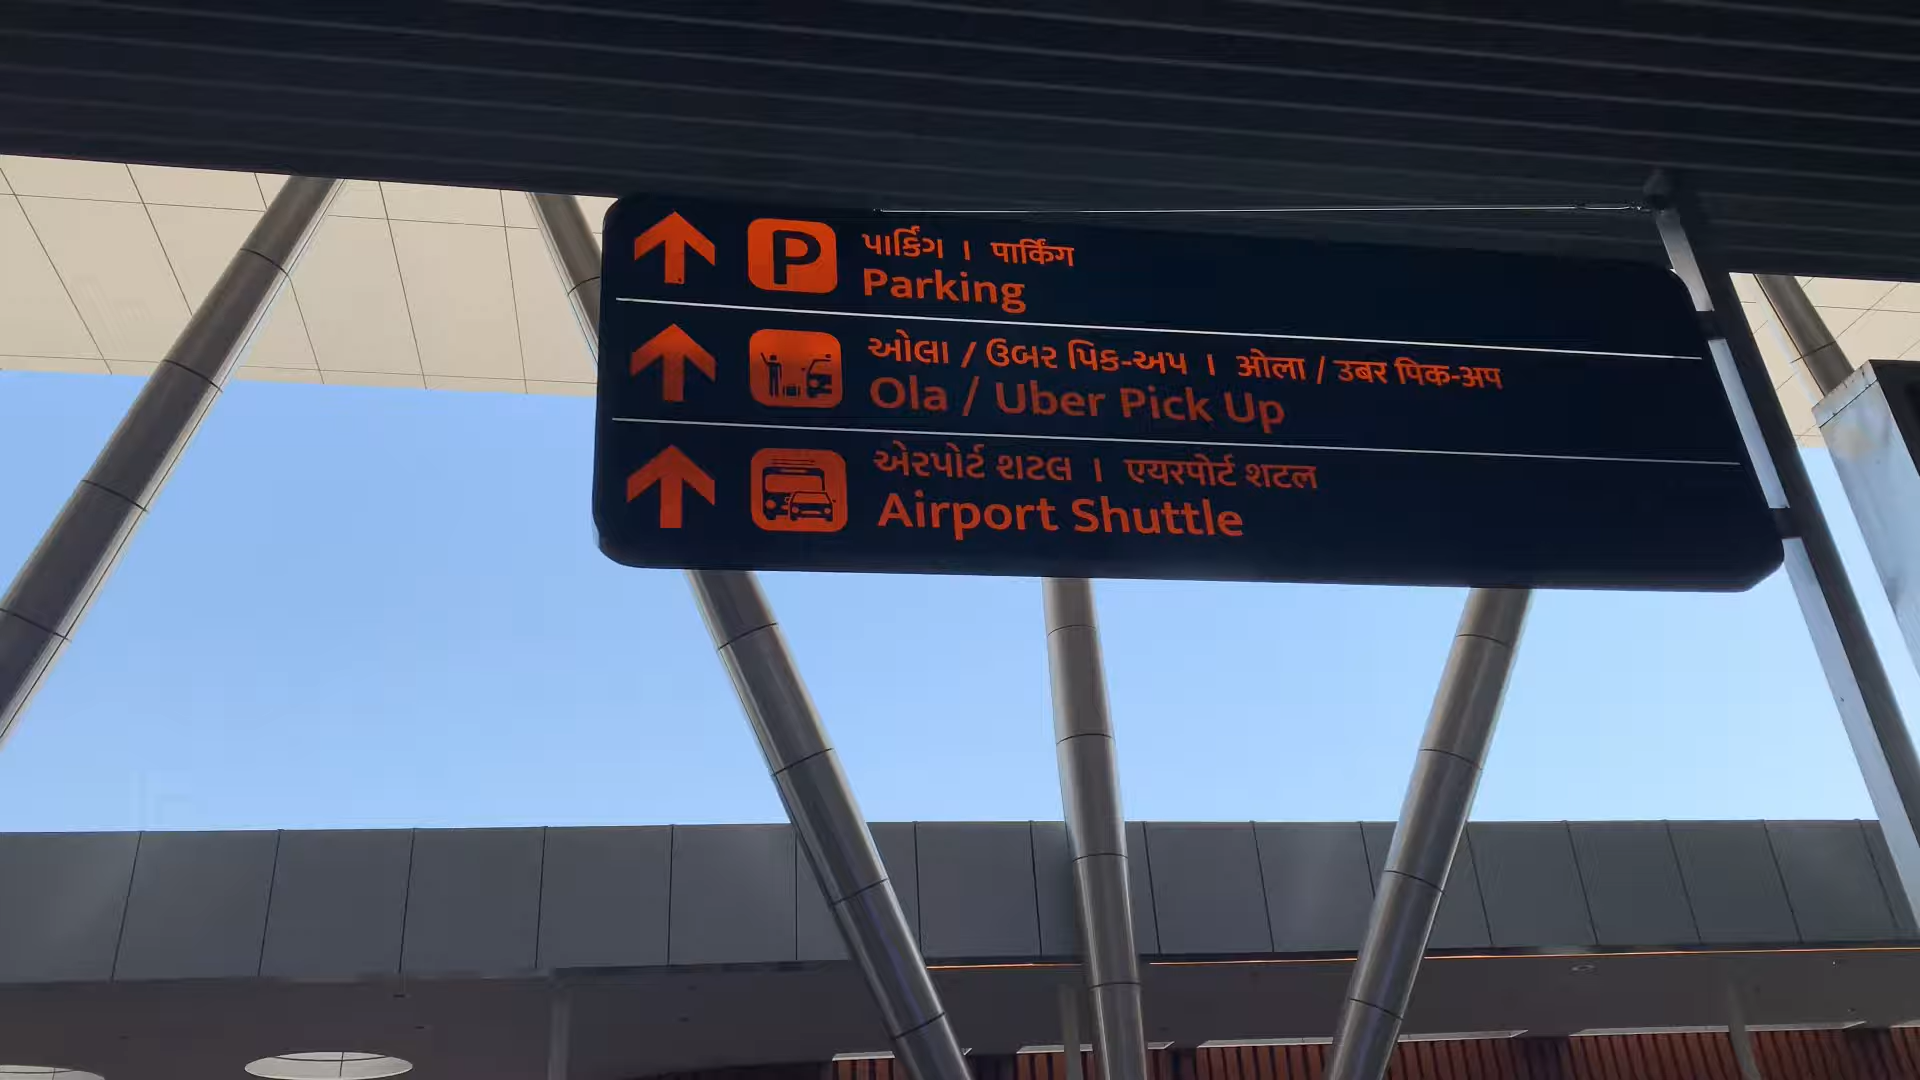 P
પાર્કિંગ । पार्किंग
Parking
ઓલા / ઉબર પિક-અપ । ओला / उबर पिक-अप
Ola / Uber Pick Up
એરપોર્ટ શટલ । एयरपोर्ट शटल
Airport Shuttle